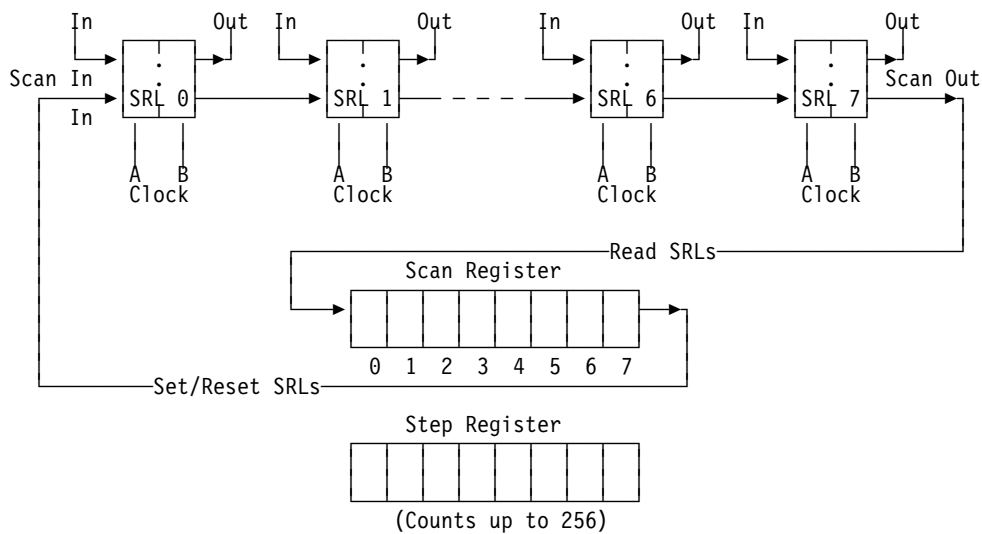 In Out In Out In Out In Out
Scan In Scan Out
SRL 0 SRL 1 SRL 6 SRL 7
In
A B A B A B A B
Clock Clock Clock Clock
Read SRLs
Scan Register
0 1 2 3 4 5 6 7
Set/Reset SRLs
Step Register
(Counts up to 256)